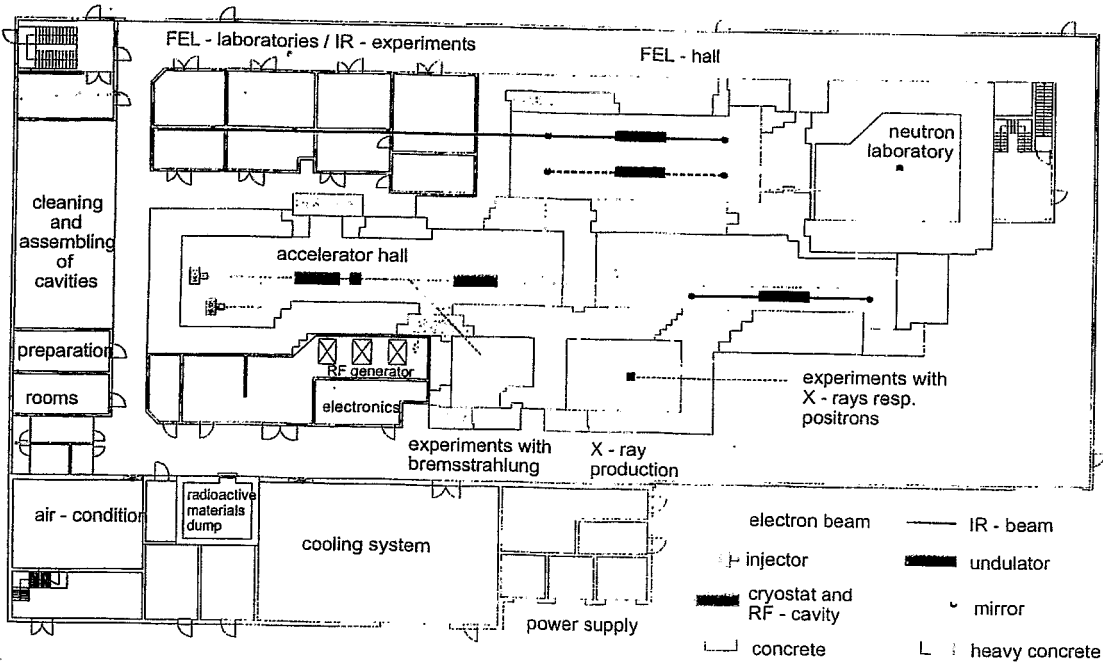 FEL - laboratories / IR - experiments
FEL - hall
neutron
laboratory
cleaning
and
assembling
of
cavities
accelerator hall
preparation
rooms
RF generator
electronics
experiments with
X - rays resp.
positrons
experiments with
bremsstrahlung
X - ray
production
air - condition
radioactive
materials
dump
cooling system
power supply
electron beam
IR - beam
injector
undulator
cryostat and
RF - cavity
mirror
concrete
heavy concrete